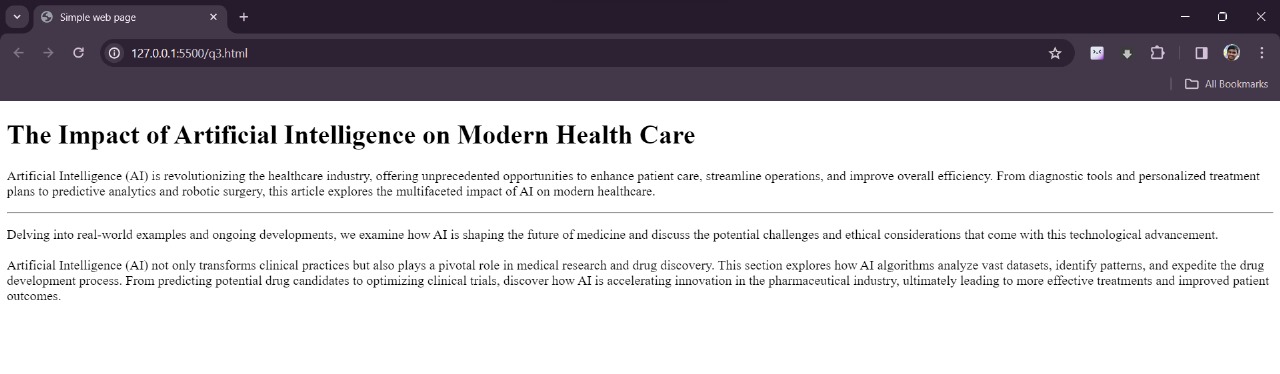 Simple web page
127.0.0.1:5500/q3.html
All Bookmarks
The Impact of Artificial Intelligence on Modern Health Care
Artificial Intelligence (AI) is revolutionizing the healthcare industry, offering unprecedented opportunities to enhance patient care, streamline operations, and improve overall efficiency. From diagnostic tools and personalized treatment
plans to predictive analytics and robotic surgery, this article explores the multifaceted impact of AI on modern healthcare.
Delving into real-world examples and ongoing developments, we examine how AI is shaping the future of medicine and discuss the potential challenges and ethical considerations that come with this technological advancement.
Artificial Intelligence (AI) not only transforms clinical practices but also plays a pivotal role in medical research and drug discovery. This section explores how AI algorithms analyze vast datasets, identify patterns, and expedite the drug
development process. From predicting potential drug candidates to optimizing clinical trials, discover how AI is accelerating innovation in the pharmaceutical industry, ultimately leading to more effective treatments and improved patient
outcomes.